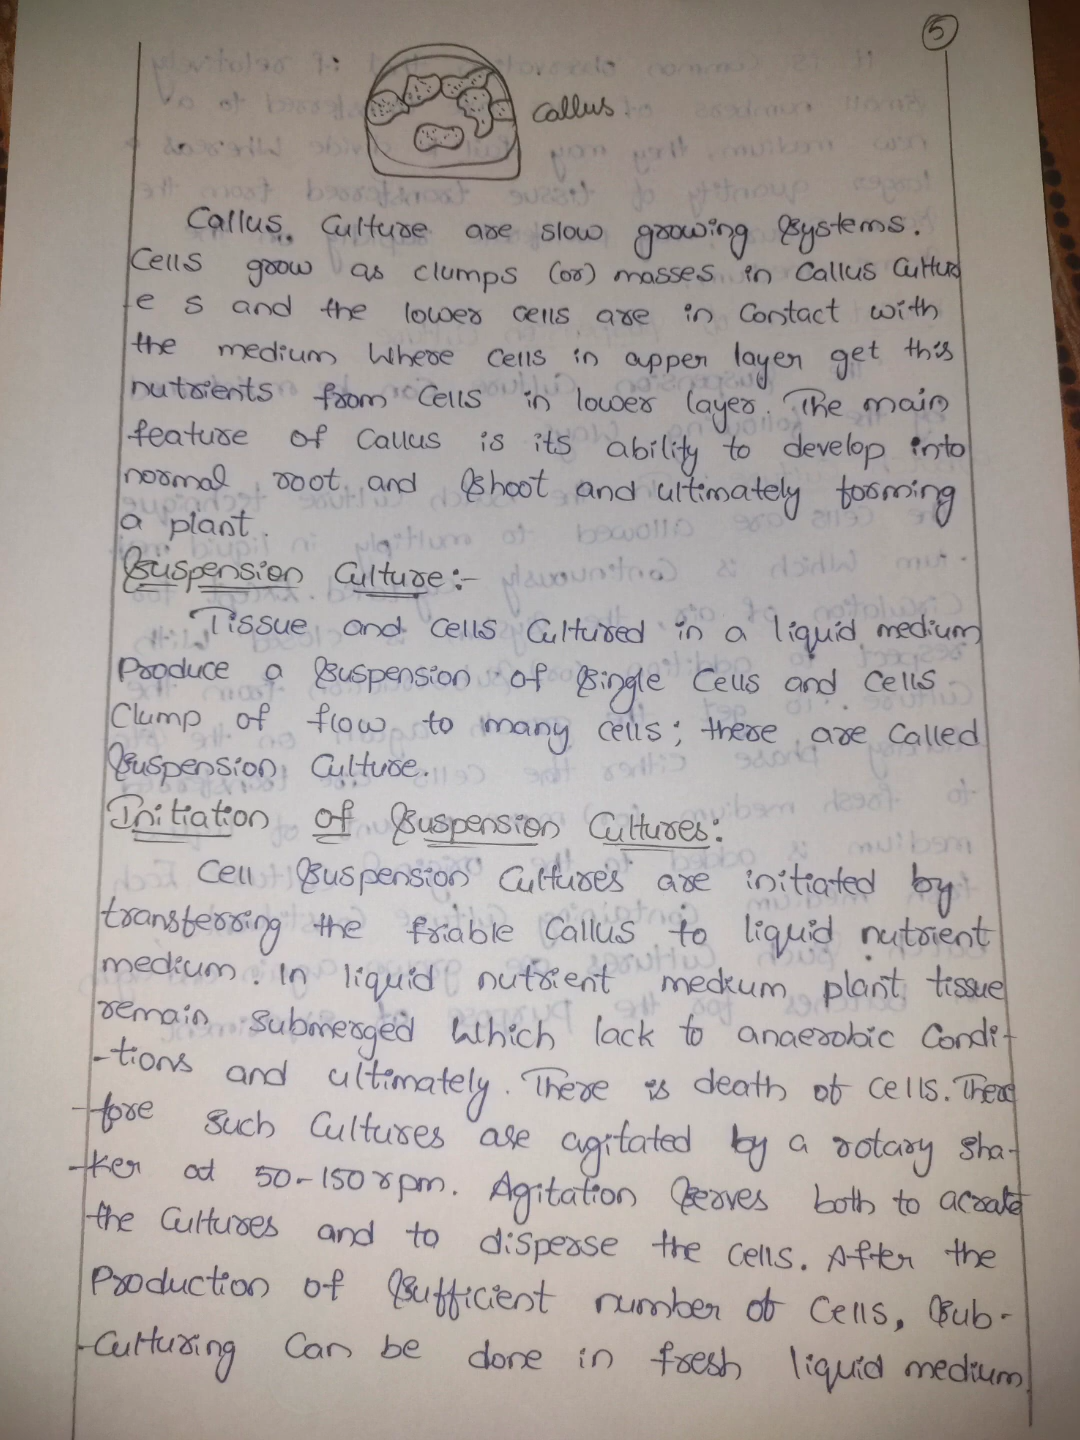 5
Callus
Callus Culture are slow growing Systems.
Cells grow as clumps (or) masses in Callus Cultur
e s and the lower cells are in Contact with
the medium Where cells in apper layer get this
nutrients from Cells in lower layer. The main
feature of Callus is its ability to develop into
normal root and Shoot and ultimately forming
a plant.
Suspension Culture:-
Tissue and cells Cultured in a liquid medium
Produce a Suspension of Single Cells and Cells
Clump of flow to many cells; there are Called
Suspension Culture.
Initiation of Suspension Cultures:
Cell Suspension Cultures are initiated by
transferring the friable Callus to liquid nutrient
medium. In liquid nutrient medium plant tissue
remain Submerged Which lack to anaerobic Condi-
-tions and ultimately. There is death of cells. There
-fore Such Cultures are agitated by a rotary Sha-
-ker at 50-150 rpm. Agitation Serves both to acrate
the Cultures and to disperse the cells. After the
Production of Sufficient number of Cells, Sub-
-Culturing Can be done in fresh liquid medium.